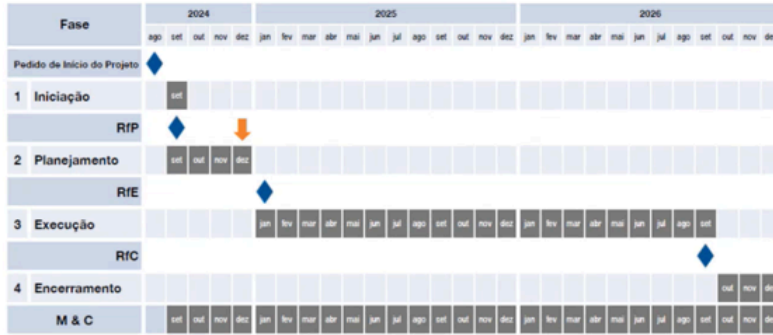 Fase
2024 2025 2026
ago set out nov dez jan fev mar abr mai jun jul ago set out nov dez jan fev mar abr mai jun jul ago set out nov de
Pedido de Início do Projeto
1 Iniciação set
RfP
2 Planejamento set out nov dez
RfE
3 Execução jan fev mar abr mai jun jul ago set out nov dez jan fev mar abr mai jun jul ago set
RfC
4 Encerramento out nov de
M & C set out nov dez jan fev mar abr mai jun jul ago set out nov dez jan fev mar abr mai jun jul ago set out nov de